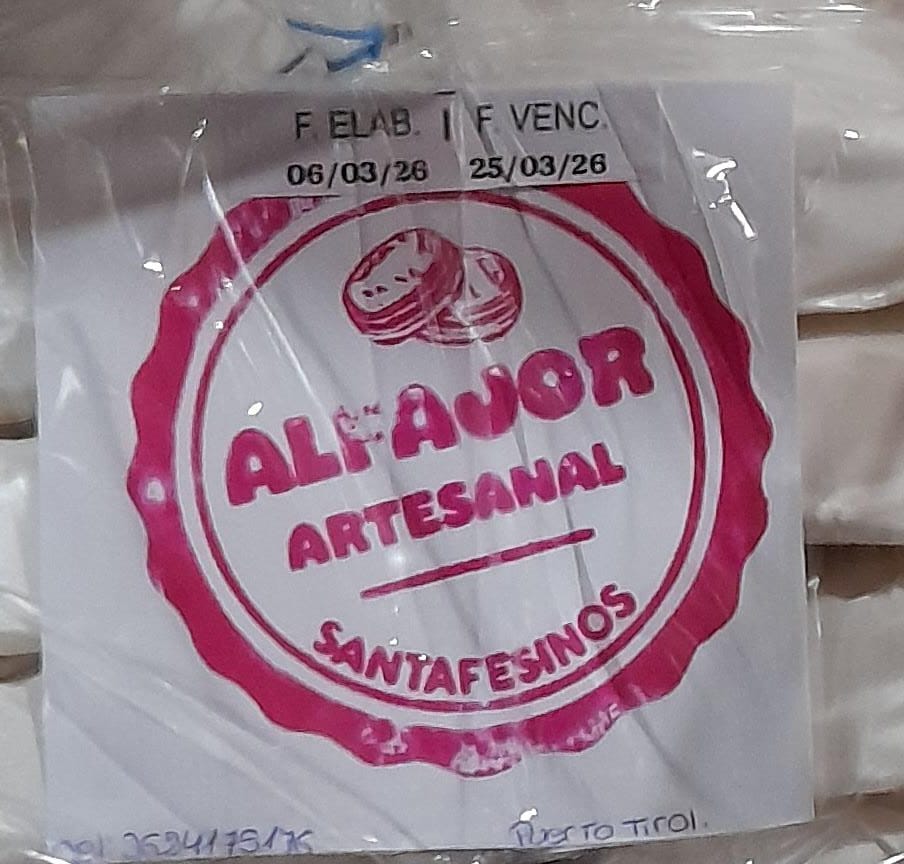 F. ELAB. | F. VENC.
06/03/26 25/03/26
ALFAJOR
ARTESANAL
SANTAFESINOS
Puerto Tirol.